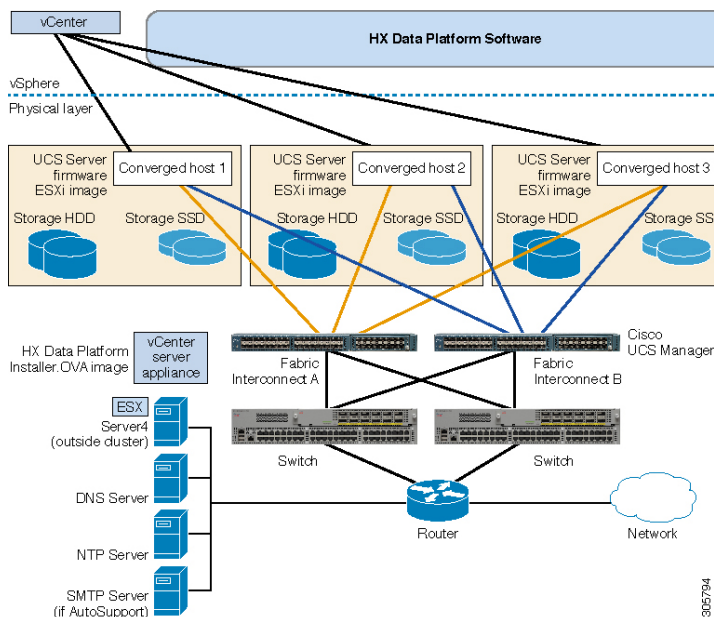 vCenter
HX Data Platform Software
vSphere
Physical layer
UCS Server
firmware
ESXi image
Converged host 1
Storage HDD
Storage SSD
UCS Server
firmware
ESXi image
Converged host 2
Storage HDD
Storage SSD
UCS Server
firmware
ESXi image
Converged host 3
Storage HDD
Storage SS
HX Data Platform
Installer.OVA image
vCenter
server
appliance
Fabric
Interconnect A
Fabric
Interconnect B
Cisco
UCS Manager
ESX
Server4
(outside cluster)
Switch
Switch
DNS Server
NTP Server
SMTP Server
(if AutoSupport)
Router
Network
305794